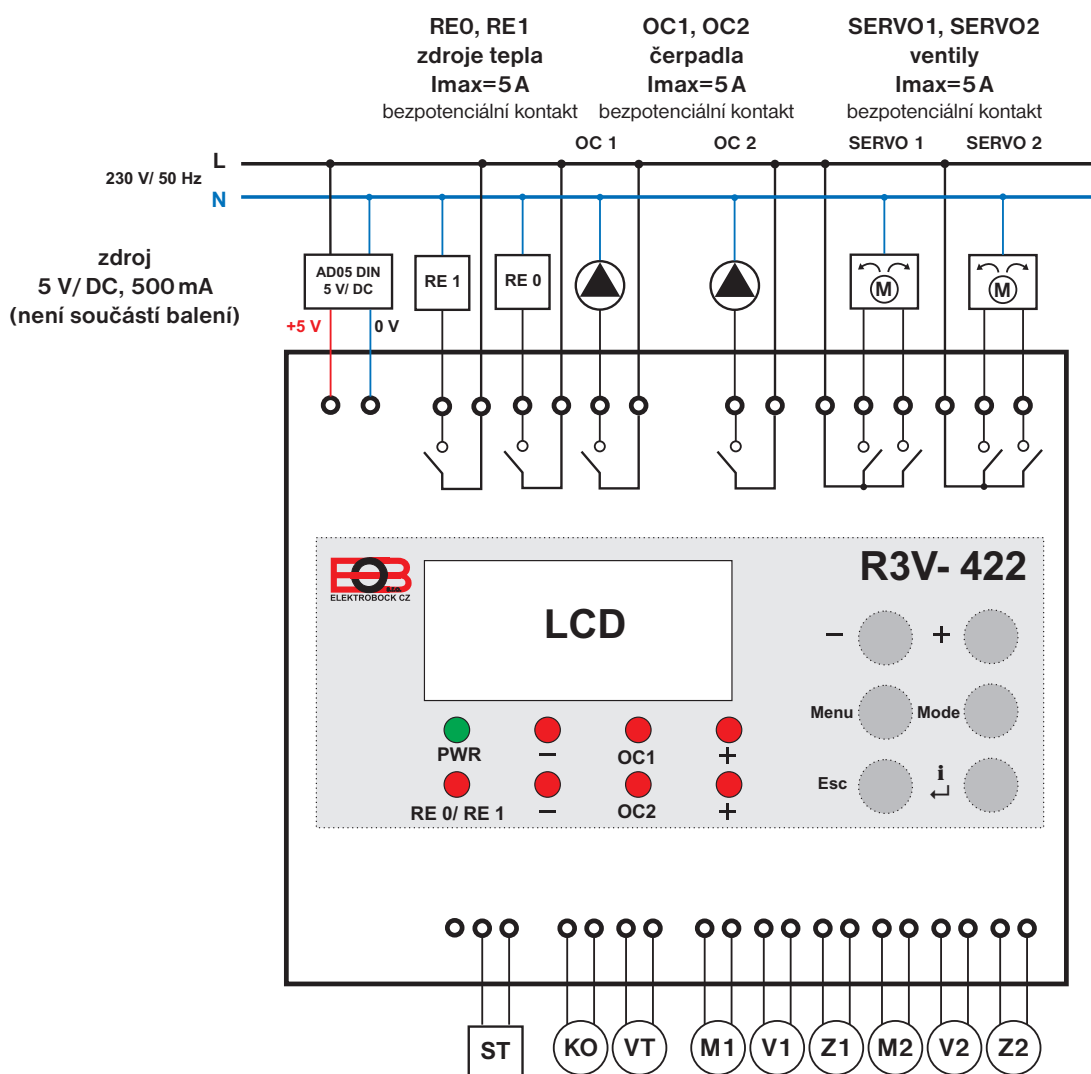 RE0, RE1
zdroje tepla
Imax=5 A
bezpotenciální kontakt
OC1, OC2
čerpadla
Imax=5 A
bezpotenciální kontakt
SERVO1, SERVO2
ventily
Imax=5 A
bezpotenciální kontakt
OC 1
OC 2
SERVO 1
SERVO 2
L
230 V/ 50 Hz
N
zdroj
5 V/ DC, 500 mA
(není součástí balení)
AD05 DIN
5 V/ DC
RE 1
RE 0
M
M
+5 V
0 V
ELEKTROBOCK CZ
LCD
R3V- 422
− +
Menu Mode
Esc i
PWR − OC1 +
RE 0/ RE 1 − OC2 +
ST KO VT M1 V1 Z1 M2 V2 Z2